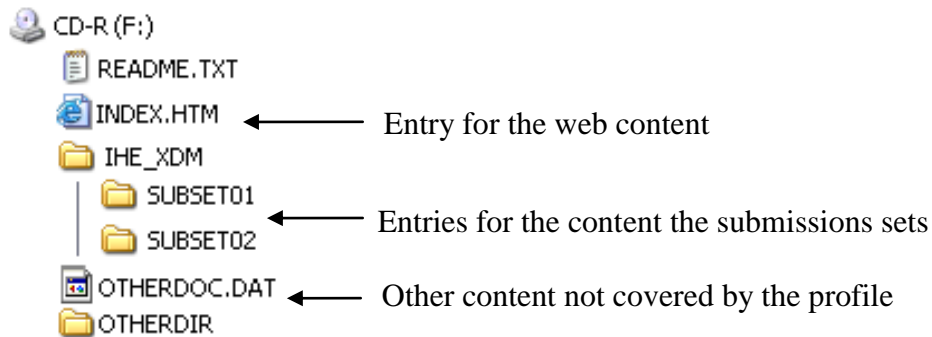 CD-R (F:)
README.TXT
INDEX.HTM
Entry for the web content
IHE_XDM
SUBSET01
Entries for the content the submissions sets
SUBSET02
OTHERDOC.DAT
Other content not covered by the profile
OTHERDIR